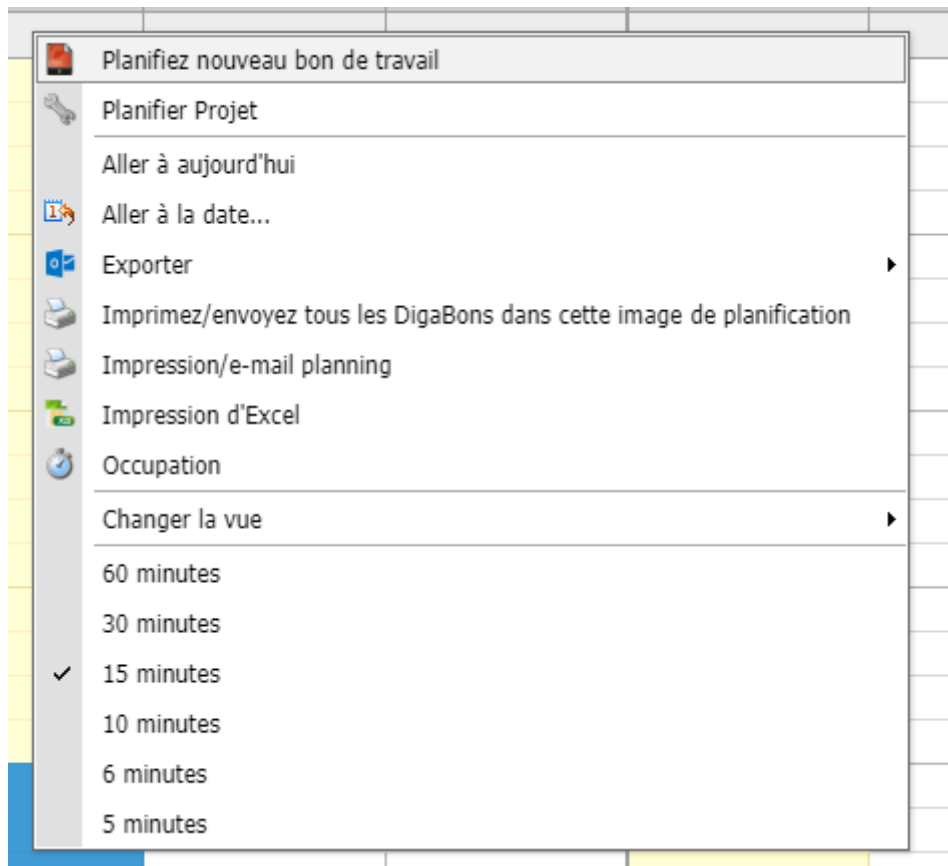 Planifiez nouveau bon de travail
Planifier Projet
Aller à aujourd'hui
Aller à la date...
Exporter
Imprimez/envoyez tous les DigaBons dans cette image de planification
Impression/e-mail planning
Impression d'Excel
Occupation
Changer la vue
60 minutes
30 minutes
15 minutes
10 minutes
6 minutes
5 minutes